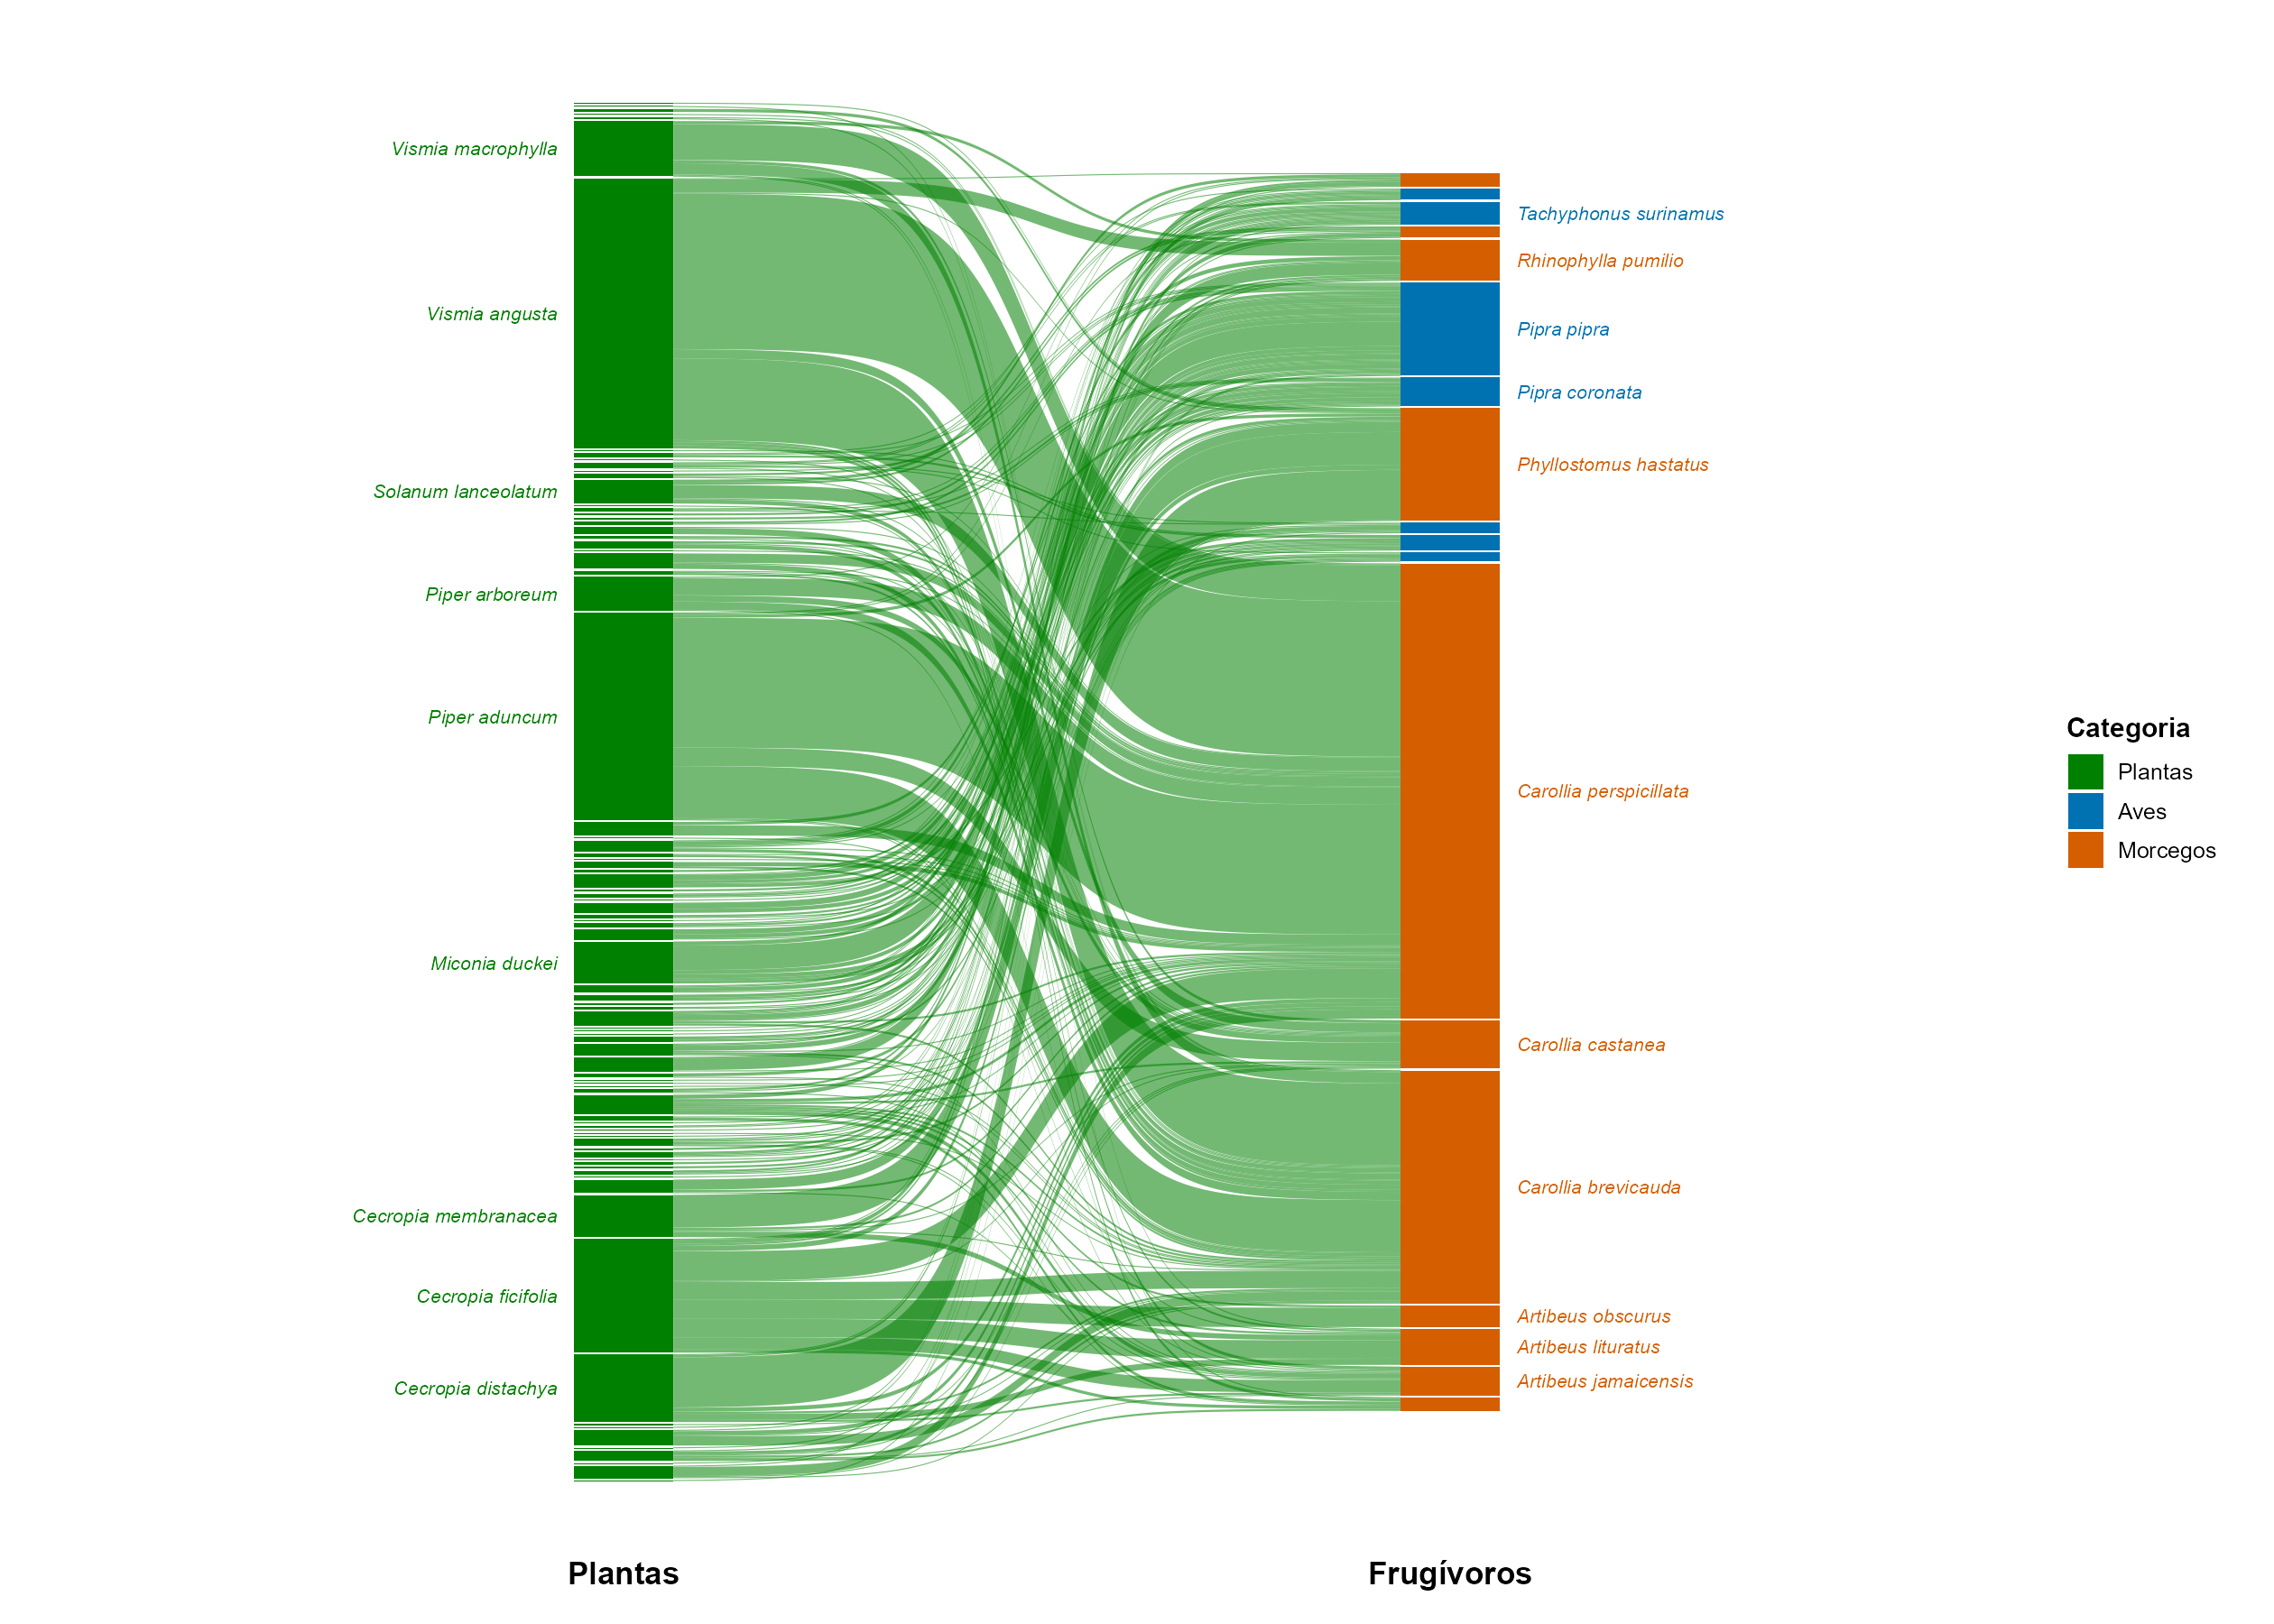 Vismia macrophylla
Vismia angusta
Solanum lanceolatum
Piper arboreum
Piper aduncum
Miconia duckei
Cecropia membranacea
Cecropia ficifolia
Cecropia distachya
Plantas
Tachyphonus surinamus
Rhinophylla pumilio
Pipra pipra
Pipra coronata
Phyllostomus hastatus
Carollia perspicillata
Carollia castanea
Carollia brevicauda
Artibeus obscurus
Artibeus lituratus
Artibeus jamaicensis
Frugívoros
Categoria
Plantas
Aves
Morcegos